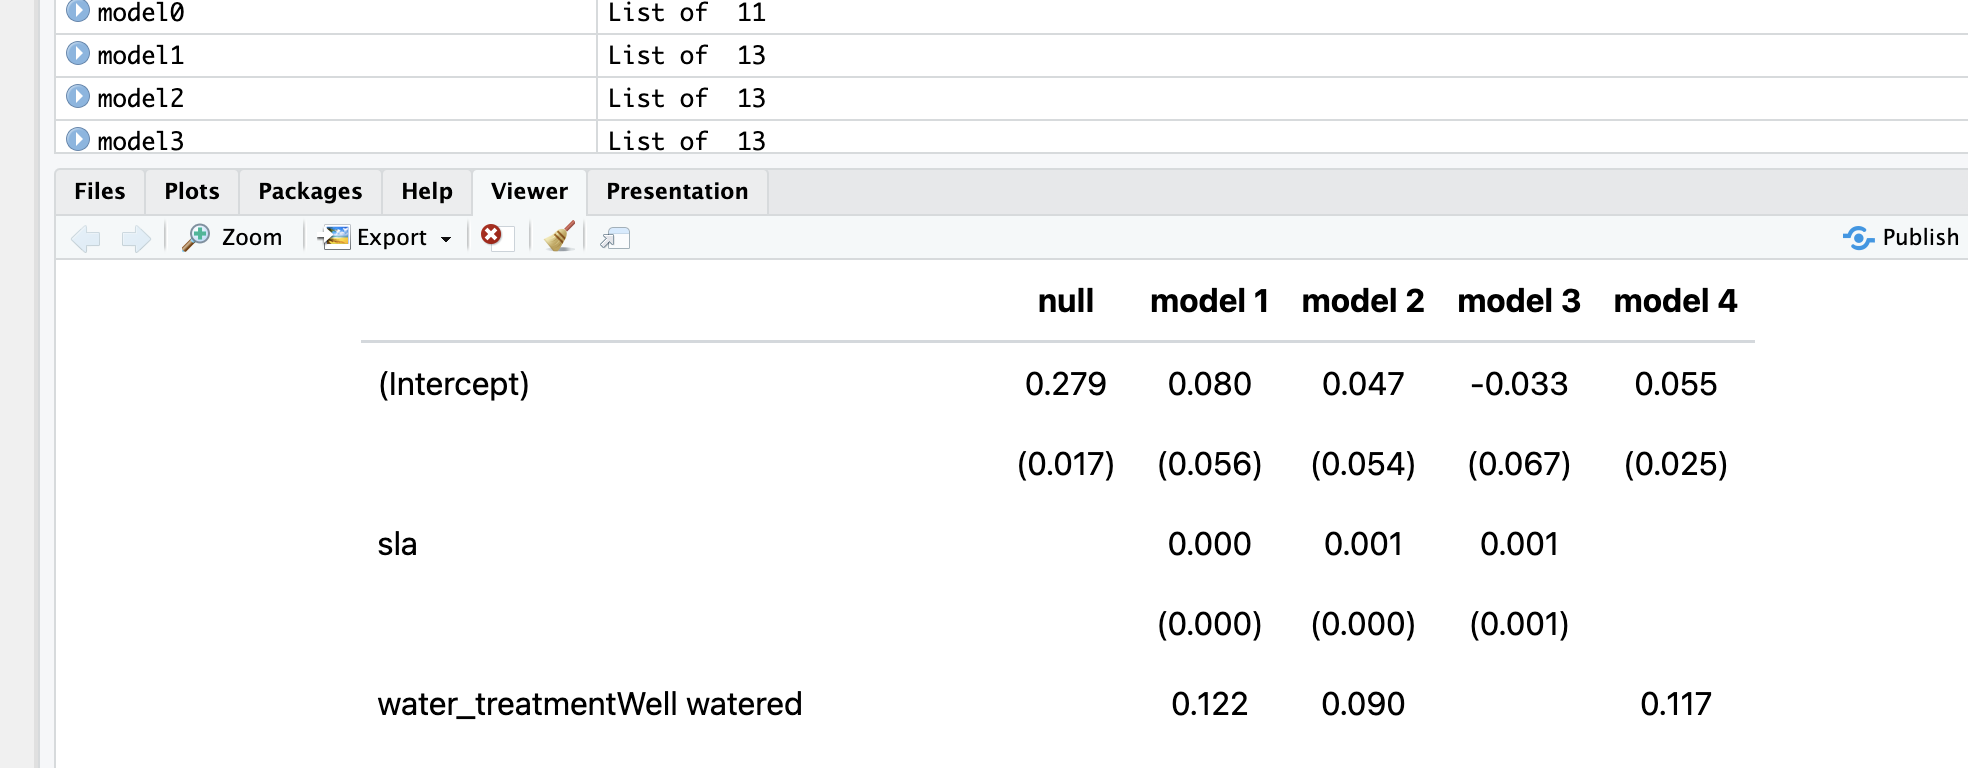 model0 List of 11
model1 List of 13
model2 List of 13
model3 List of 13
Files Plots Packages Help Viewer Presentation
Zoom Export Publish
null model 1 model 2 model 3 model 4
(Intercept) 0.279 0.080 0.047 -0.033 0.055
(0.017) (0.056) (0.054) (0.067) (0.025)
sla 0.000 0.001 0.001
(0.000) (0.000) (0.001)
water_treatmentWell watered 0.122 0.090 0.117